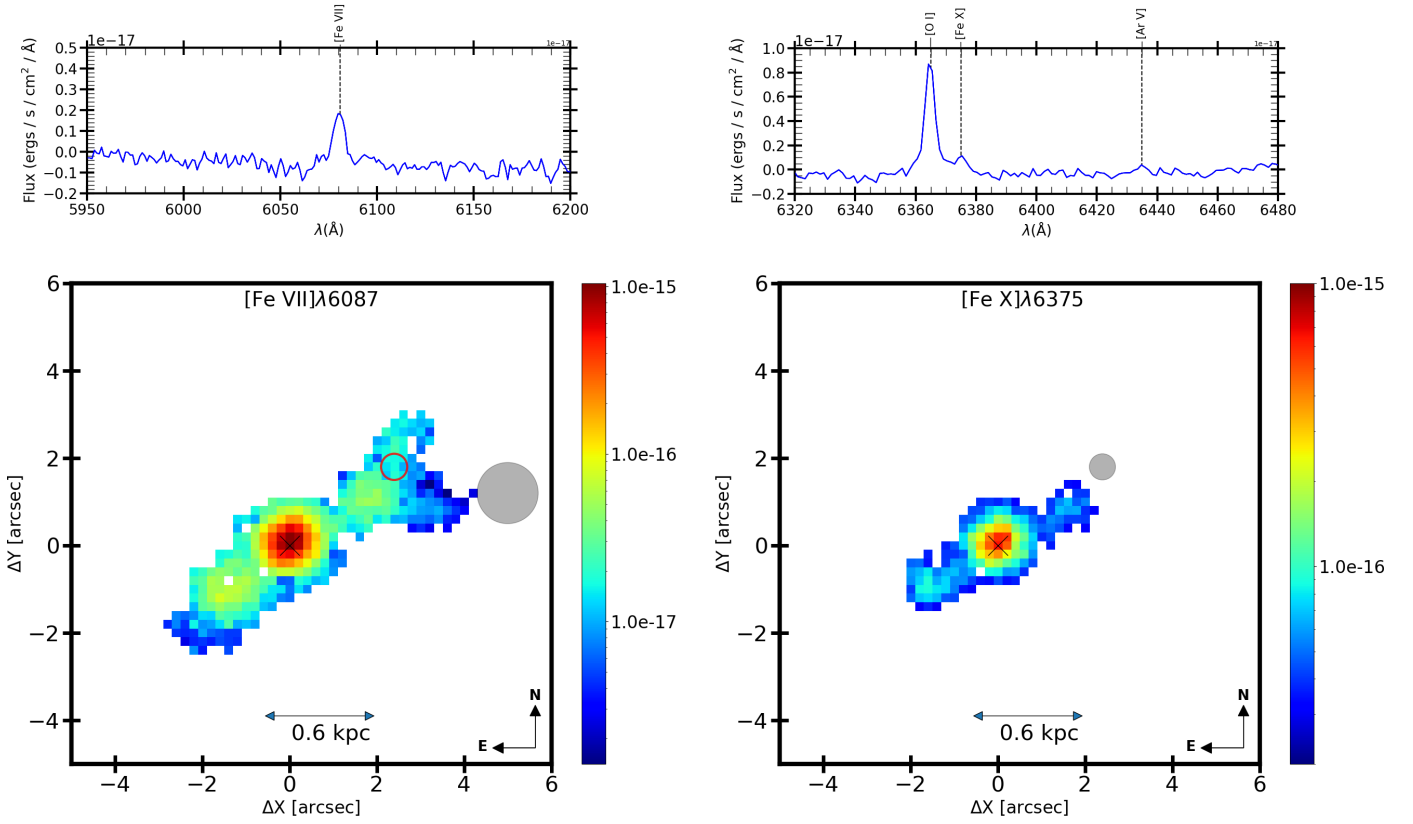 [Fe VII]
1e−17
1e−17
0.5
0.4
0.3
0.2
0.1
0.0
−0.1
−0.2
Flux (ergs / s / cm² / Å)
5950 6000 6050 6100 6150 6200
λ(Å)
[O I] [Fe X] [Ar V]
1e−17
1e−17
1.0
0.8
0.6
0.4
0.2
0.0
−0.2
Flux (ergs / s / cm² / Å)
6320 6340 6360 6380 6400 6420 6440 6460 6480
λ(Å)
[Fe VII]λ6087
6
4
2
0
−2
−4
ΔY [arcsec]
0.6 kpc
N
E
−4 −2 0 2 4 6
ΔX [arcsec]
1.0e-15
1.0e-16
1.0e-17
[Fe X]λ6375
6
4
2
0
−2
−4
ΔY [arcsec]
0.6 kpc
N
E
−4 −2 0 2 4 6
ΔX [arcsec]
1.0e-15
1.0e-16